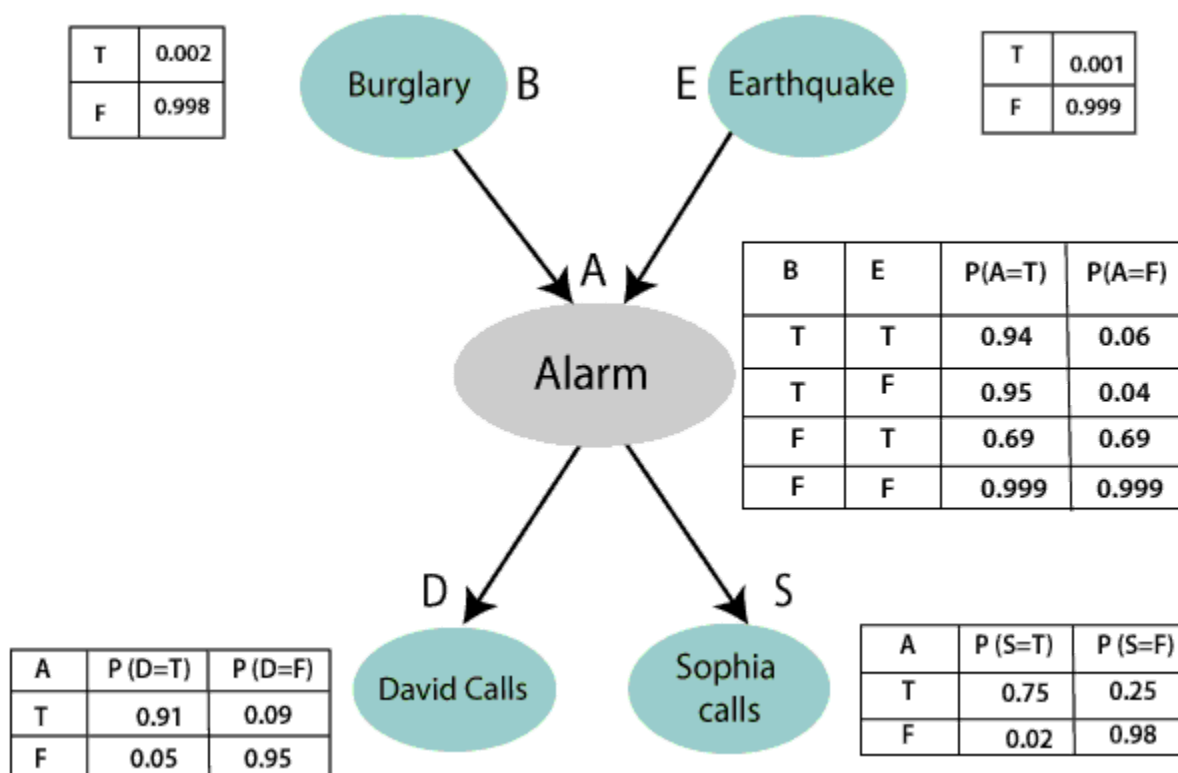 T 0.002
F 0.998
Burglary B
E Earthquake
T 0.001
F 0.999
A
Alarm
B E P(A=T) P(A=F)
T T 0.94 0.06
T F 0.95 0.04
F T 0.69 0.69
F F 0.999 0.999
D
S
A P (D=T) P (D=F)
T 0.91 0.09
F 0.05 0.95
David Calls
Sophia
calls
A P (S=T) P (S=F)
T 0.75 0.25
F 0.02 0.98